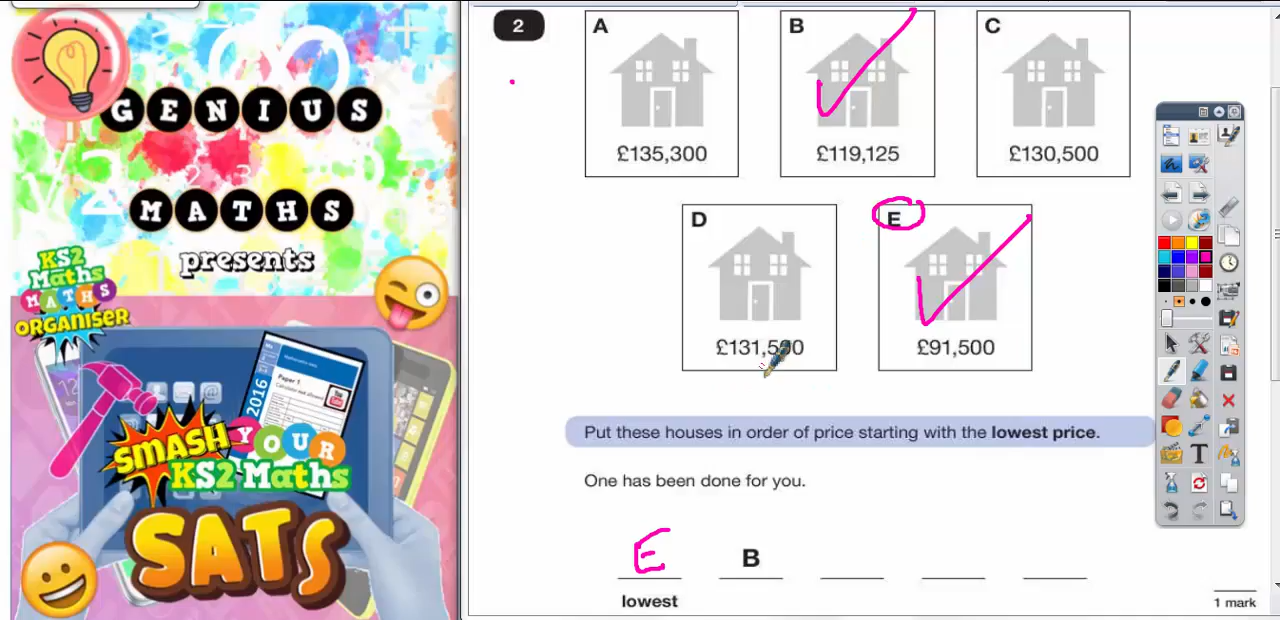 GENIUS
MATHS
presents
KS2
Maths
MATHS
ORGANISER
2016
Paper 1
SMASH YOUR
KS2 Maths
SATS
2
A
£135,300
B
£119,125
C
£130,500
D
E
£91,500
Put these houses in order of price starting with the lowest price.
One has been done for you.
E B
lowest
1 mark